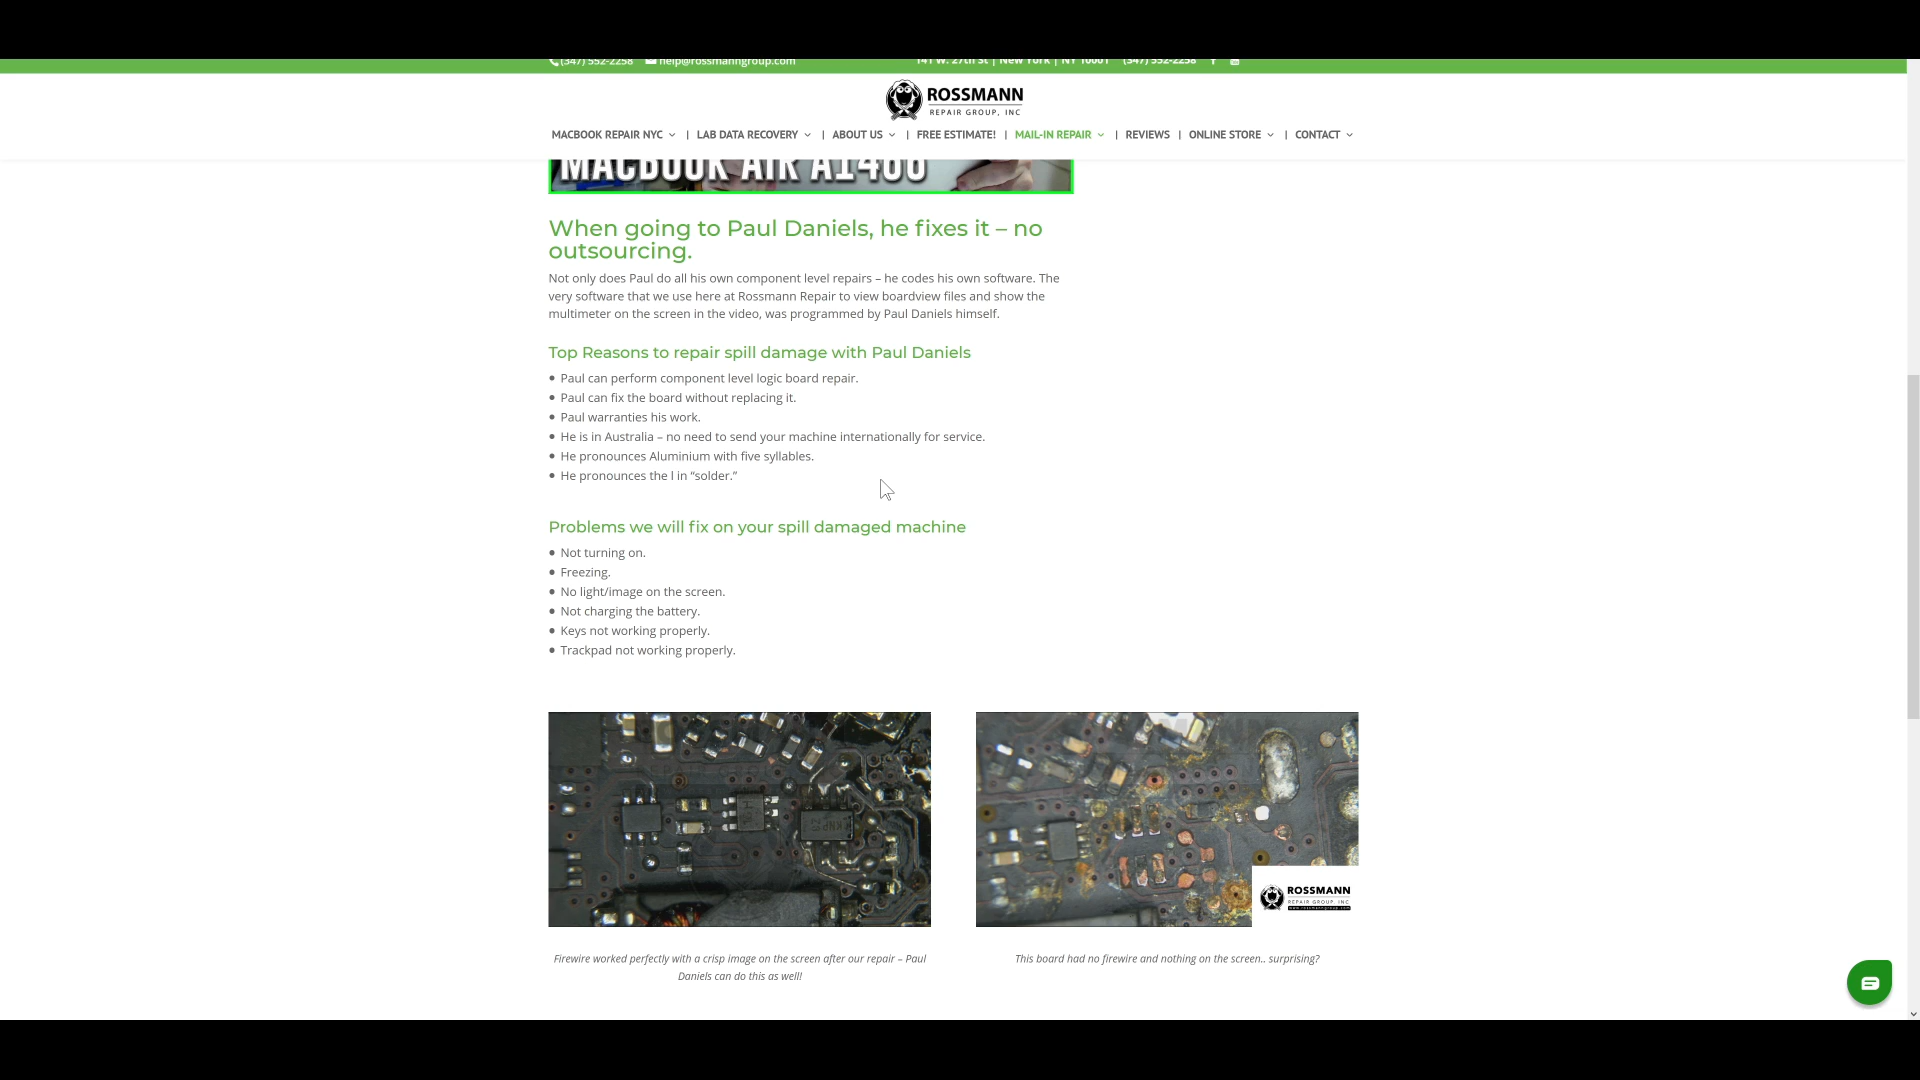 (347) 552-2258 help@rossmanngroup.com 141 W. 27th St | New York | NY 10001 (347) 552-2258
ROSSMANN
REPAIR GROUP, INC
MACBOOK REPAIR NYC | LAB DATA RECOVERY | ABOUT US | FREE ESTIMATE! | MAIL-IN REPAIR | REVIEWS | ONLINE STORE | CONTACT
MACBOOK AIR A1466
When going to Paul Daniels, he fixes it – no
outsourcing.
Not only does Paul do all his own component level repairs – he codes his own software. The
very software that we use here at Rossmann Repair to view boardview files and show the
multimeter on the screen in the video, was programmed by Paul Daniels himself.
Top Reasons to repair spill damage with Paul Daniels
Paul can perform component level logic board repair.
Paul can fix the board without replacing it.
Paul warranties his work.
He is in Australia – no need to send your machine internationally for service.
He pronounces Aluminium with five syllables.
He pronounces the l in “solder.”
Problems we will fix on your spill damaged machine
Not turning on.
Freezing.
No light/image on the screen.
Not charging the battery.
Keys not working properly.
Trackpad not working properly.
KNP
ROSSMANN
REPAIR GROUP, INC
www.rossmanngroup.com
Firewire worked perfectly with a crisp image on the screen after our repair – Paul
Daniels can do this as well!
This board had no firewire and nothing on the screen.. surprising?